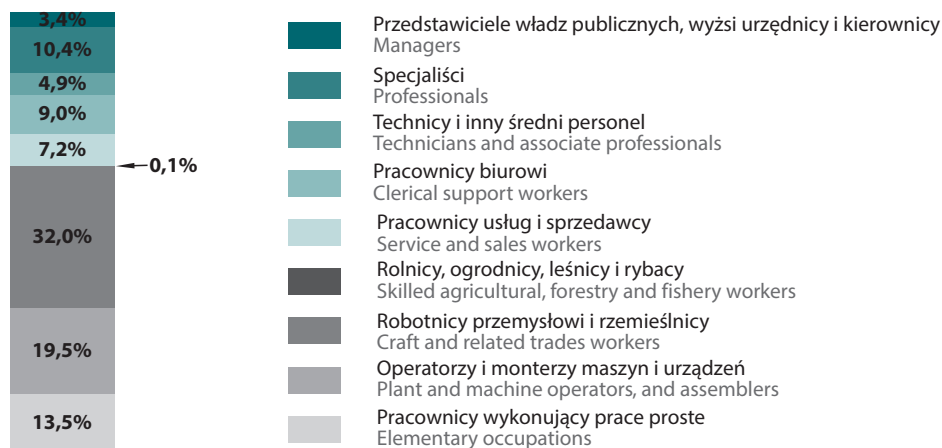 3,4%
10,4%
4,9%
9,0%
7,2%
0,1%
32,0%
19,5%
13,5%
Przedstawiciele władz publicznych, wyżsi urzędnicy i kierownicy
Managers
Specjaliści
Professionals
Technicy i inny średni personel
Technicians and associate professionals
Pracownicy biurowi
Clerical support workers
Pracownicy usług i sprzedawcy
Service and sales workers
Rolnicy, ogrodnicy, leśnicy i rybacy
Skilled agricultural, forestry and fishery workers
Robotnicy przemysłowi i rzemieślnicy
Craft and related trades workers
Operatorzy i monterzy maszyn i urządzeń
Plant and machine operators, and assemblers
Pracownicy wykonujący prace proste
Elementary occupations